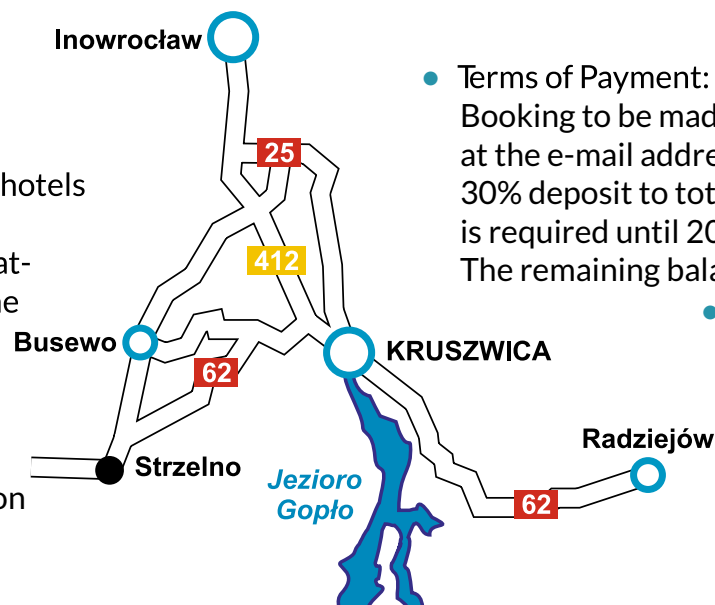 Inowrocław
25
hotels
at-
ne
412
Busewo
62
KRUSZWICA
Strzelno
on
Jezioro
Gopło
Radziejów
62
• Terms of Payment:
Booking to be mad
at the e-mail addre
30% deposit to tot
is required until 20
The remaining bala
•